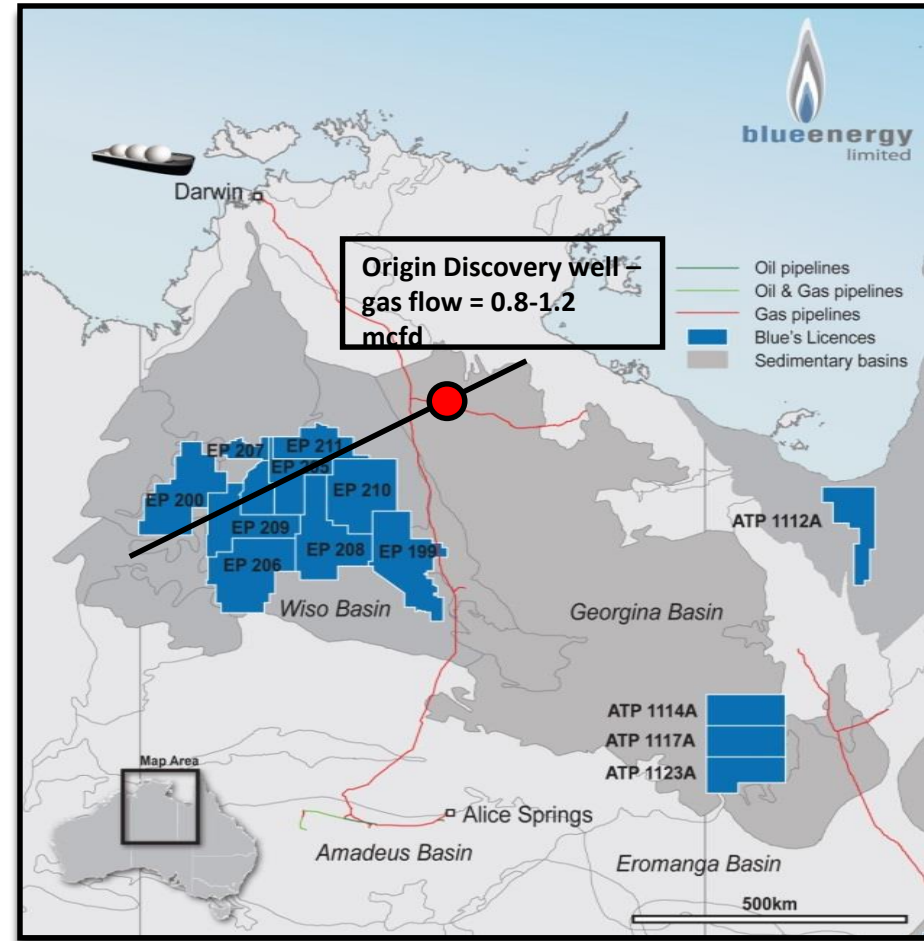 blueenergy
limited
Darwin
Origin Discovery well –
gas flow = 0.8-1.2
mcfd
Oil pipelines
Oil & Gas pipelines
Gas pipelines
Blue's Licences
Sedimentary basins
EP 207
EP 211
EP 205
EP 200
EP 210
EP 209
EP 206
EP 208
EP 199
ATP 1112A
Wiso Basin
Georgina Basin
ATP 1114A
ATP 1117A
ATP 1123A
Map Area
Alice Springs
Amadeus Basin
Eromanga Basin
500km